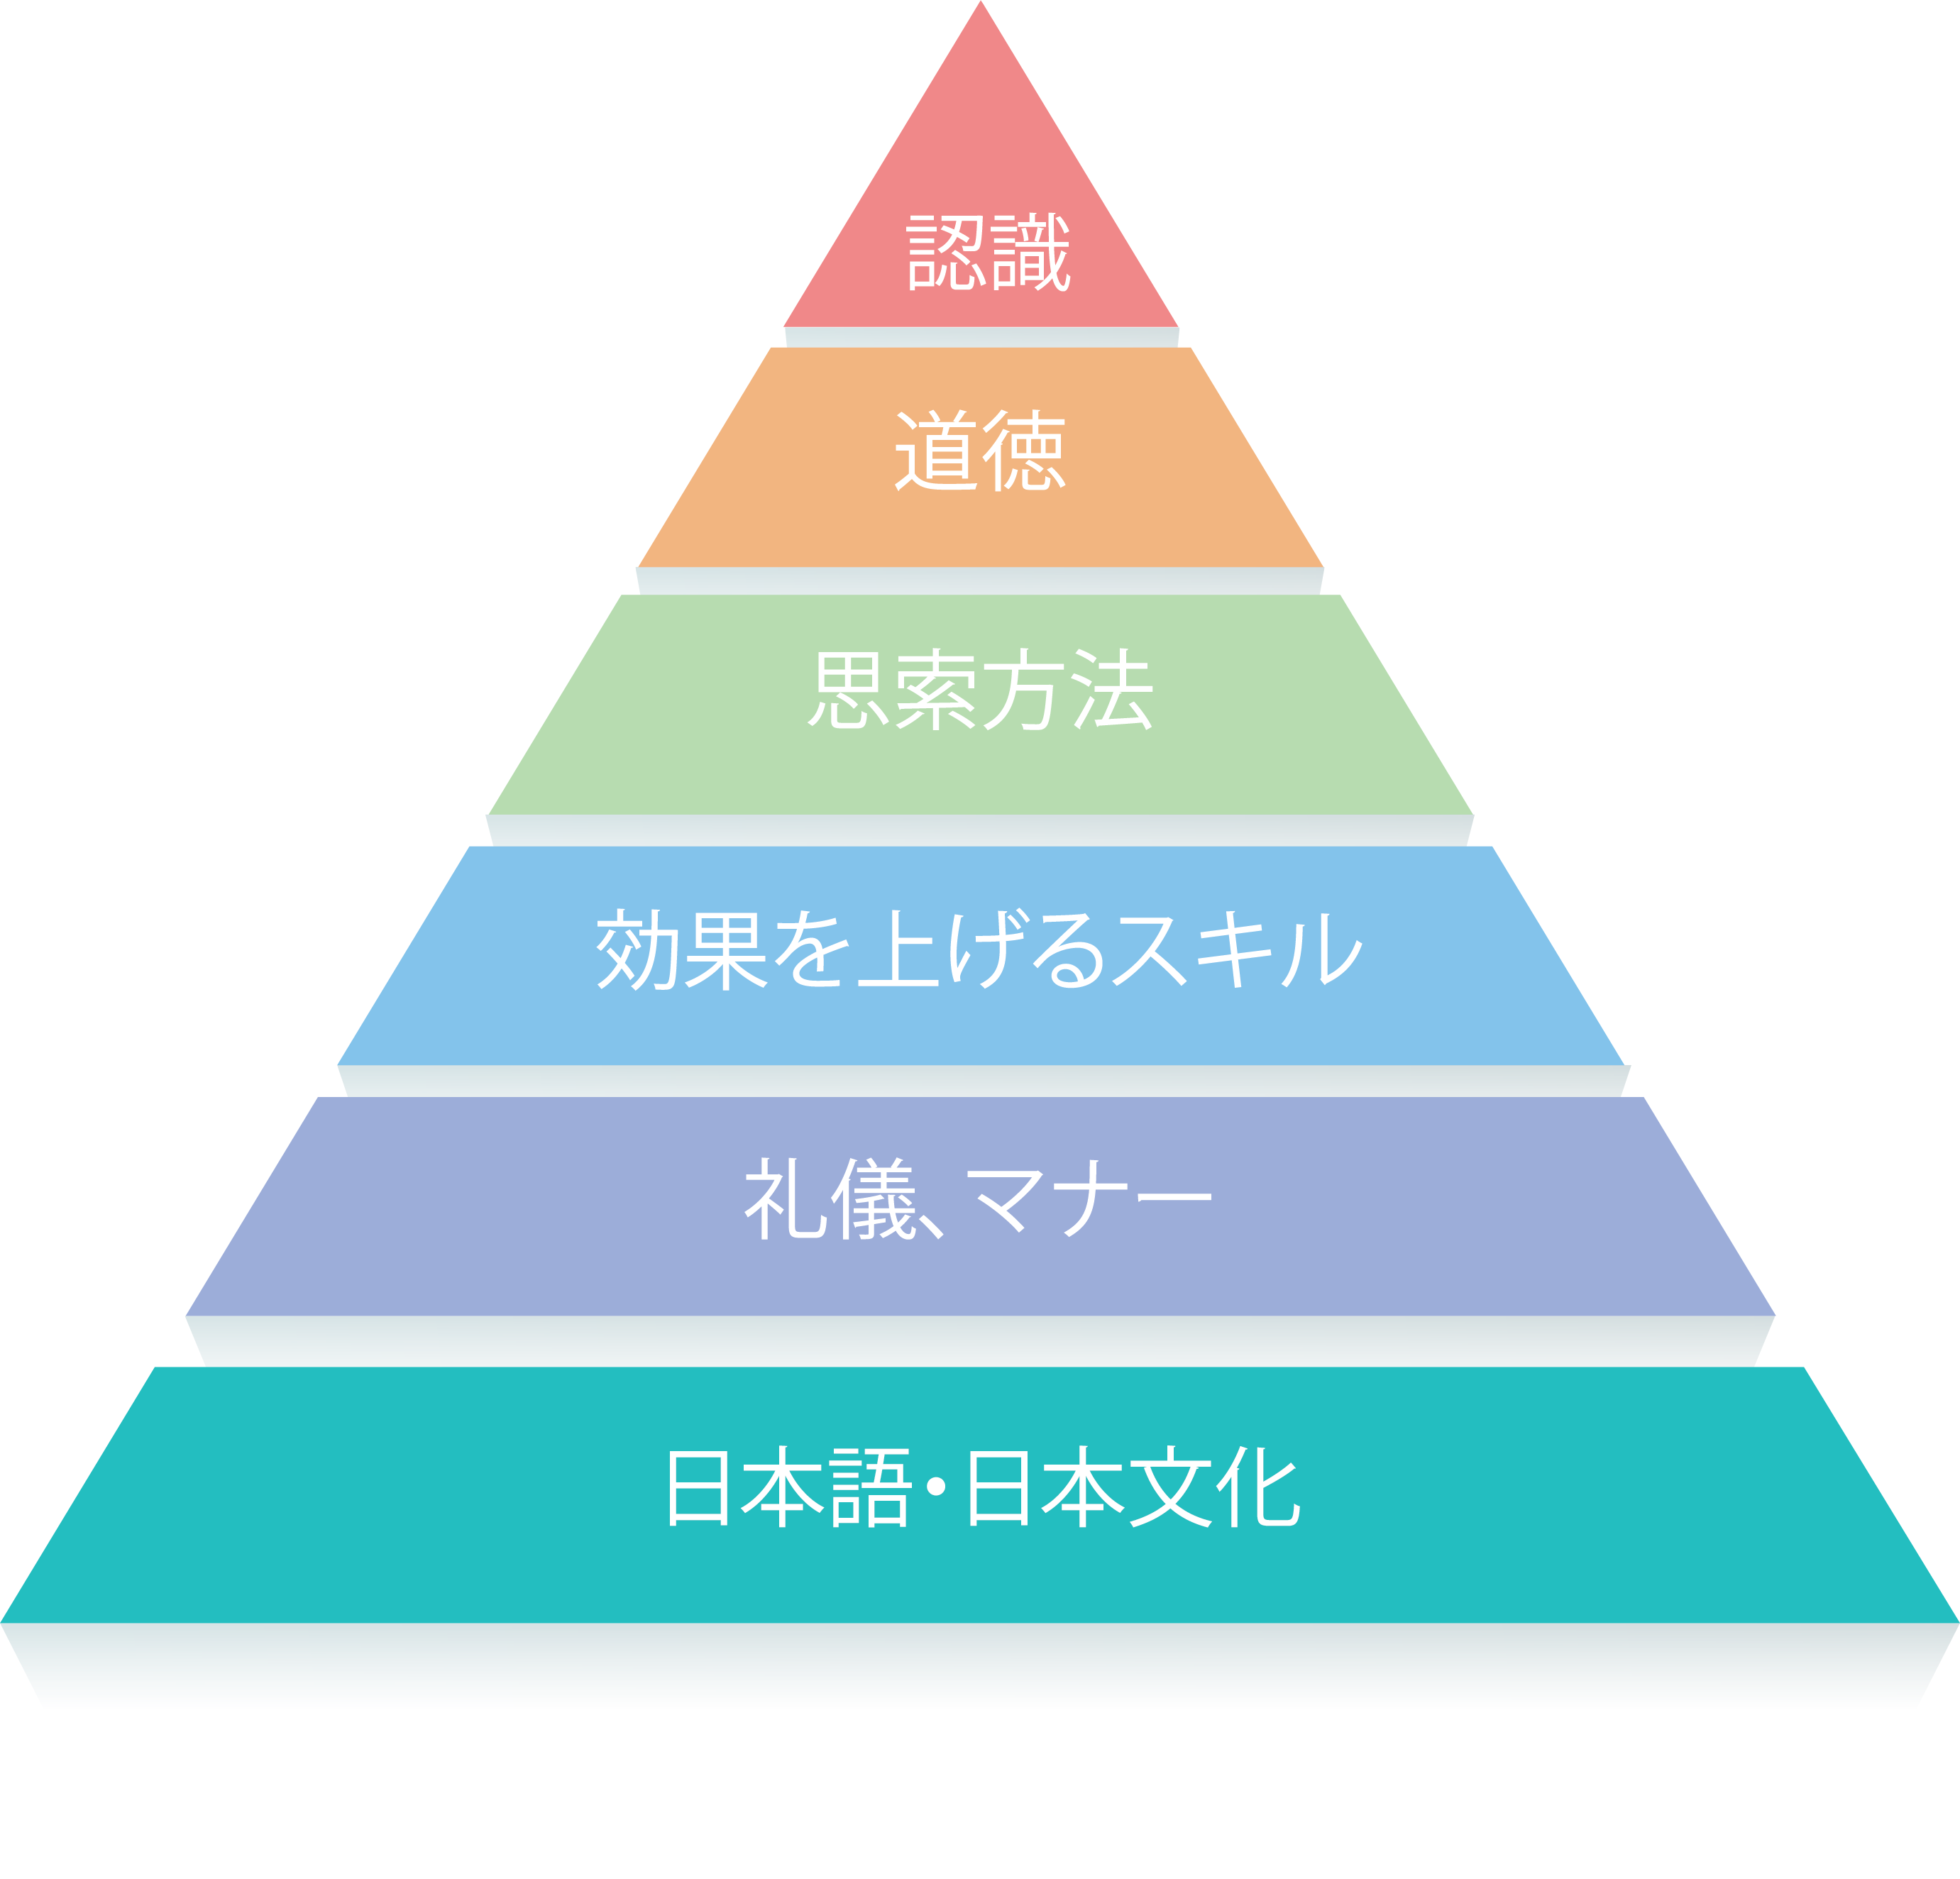 認識
道徳
思索方法
効果を上げるスキル
礼儀、マナー
日本語・日本文化